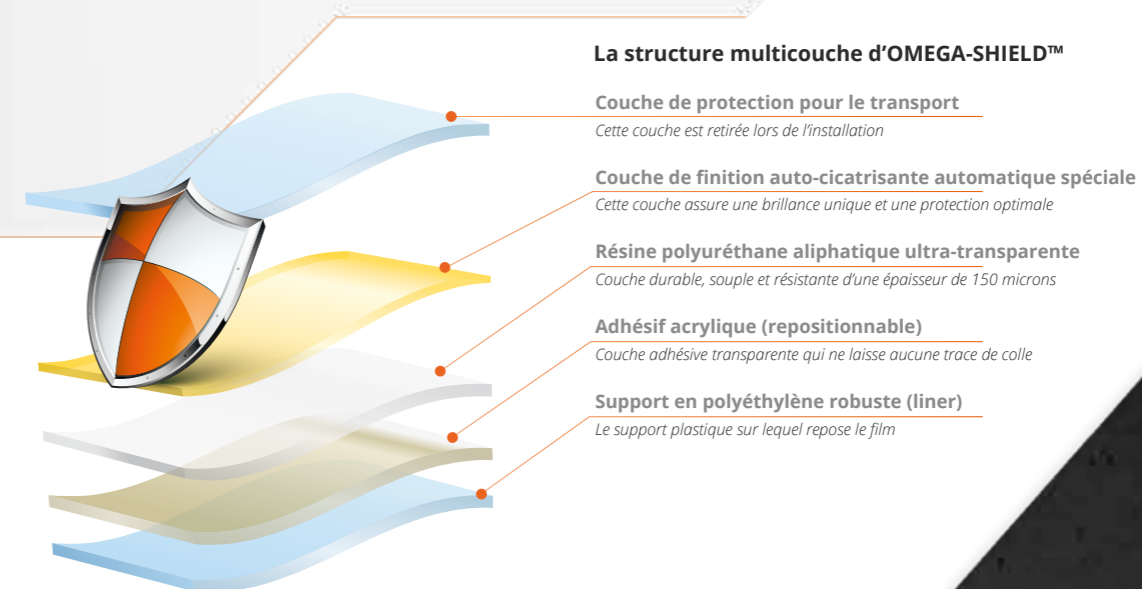 La structure multicouche d’OMEGA-SHIELD™
Couche de protection pour le transport
Cette couche est retirée lors de l’installation
Couche de finition auto-cicatrisante automatique spéciale
Cette couche assure une brillance unique et une protection optimale
Résine polyuréthane aliphatique ultra-transparente
Couche durable, souple et résistante d’une épaisseur de 150 microns
Adhésif acrylique (repositionnable)
Couche adhésive transparente qui ne laisse aucune trace de colle
Support en polyéthylène robuste (liner)
Le support plastique sur lequel repose le film